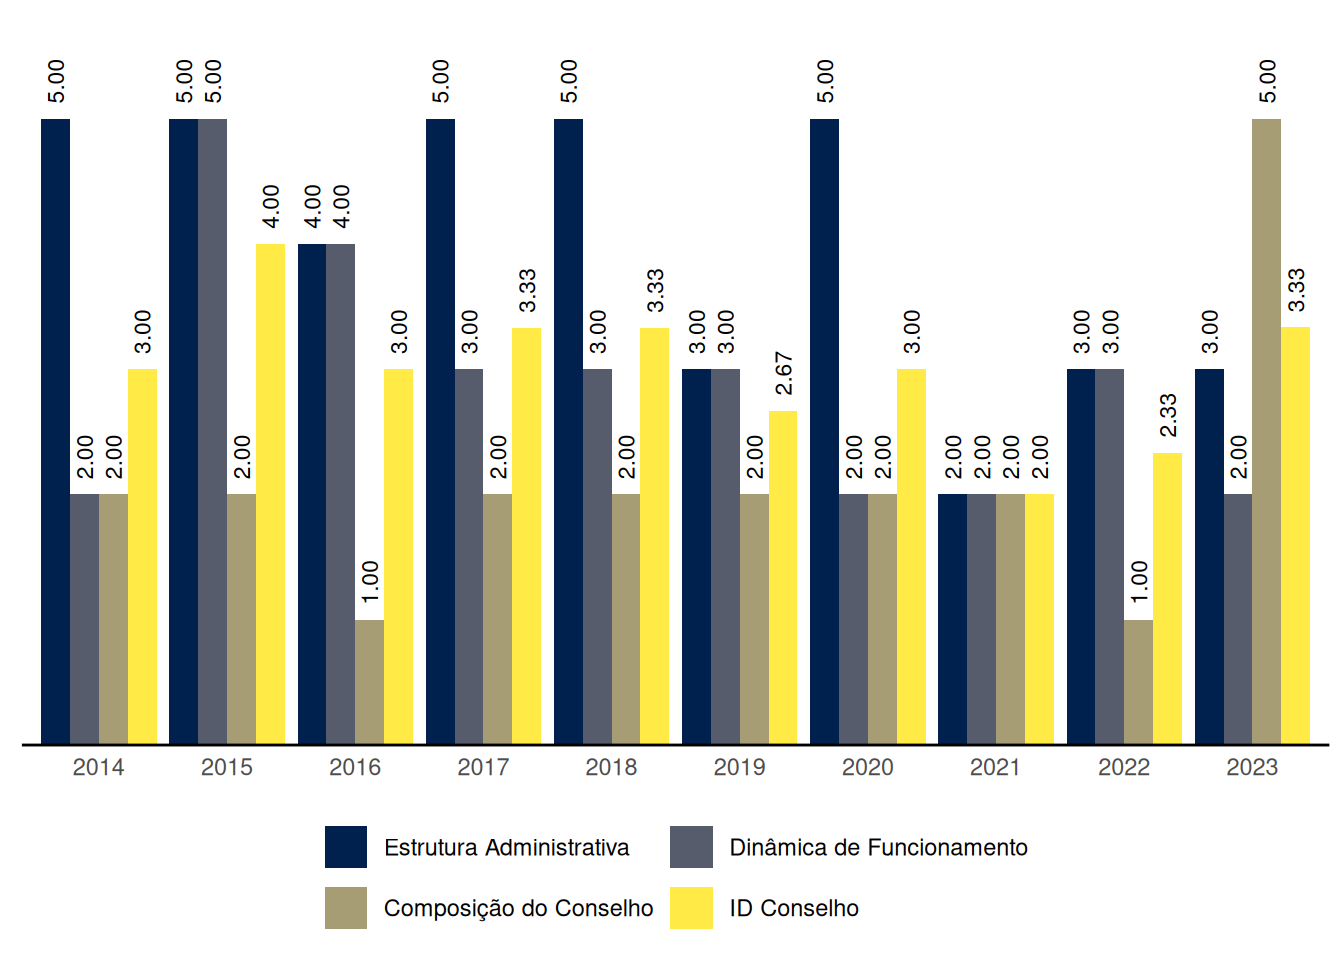 5.00 2.00 2.00 3.00 5.00 5.00 2.00 4.00 4.00 4.00 1.00 3.00 5.00 3.00 2.00 3.33 5.00 3.00 2.00 3.33 3.00 3.00 2.00 2.67 5.00 2.00 2.00 3.00 2.00 2.00 2.00 2.00 3.00 3.00 1.00 2.33 3.00 2.00 5.00 3.33
2014 2015 2016 2017 2018 2019 2020 2021 2022 2023
Estrutura Administrativa Dinâmica de Funcionamento
Composição do Conselho ID Conselho